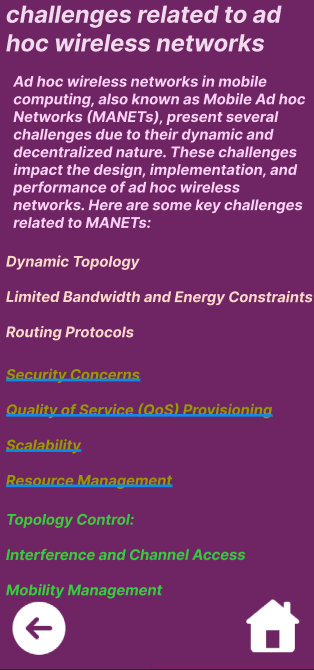 challenges related to ad
hoc wireless networks
Ad hoc wireless networks in mobile
computing, also known as Mobile Ad hoc
Networks (MANETs), present several
challenges due to their dynamic and
decentralized nature. These challenges
impact the design, implementation, and
performance of ad hoc wireless
networks. Here are some key challenges
related to MANETs:
Dynamic Topology
Limited Bandwidth and Energy Constraints
Routing Protocols
Security Concerns
Quality of Service (QoS) Provisioning
Scalability
Resource Management
Topology Control:
Interference and Channel Access
Mobility Management